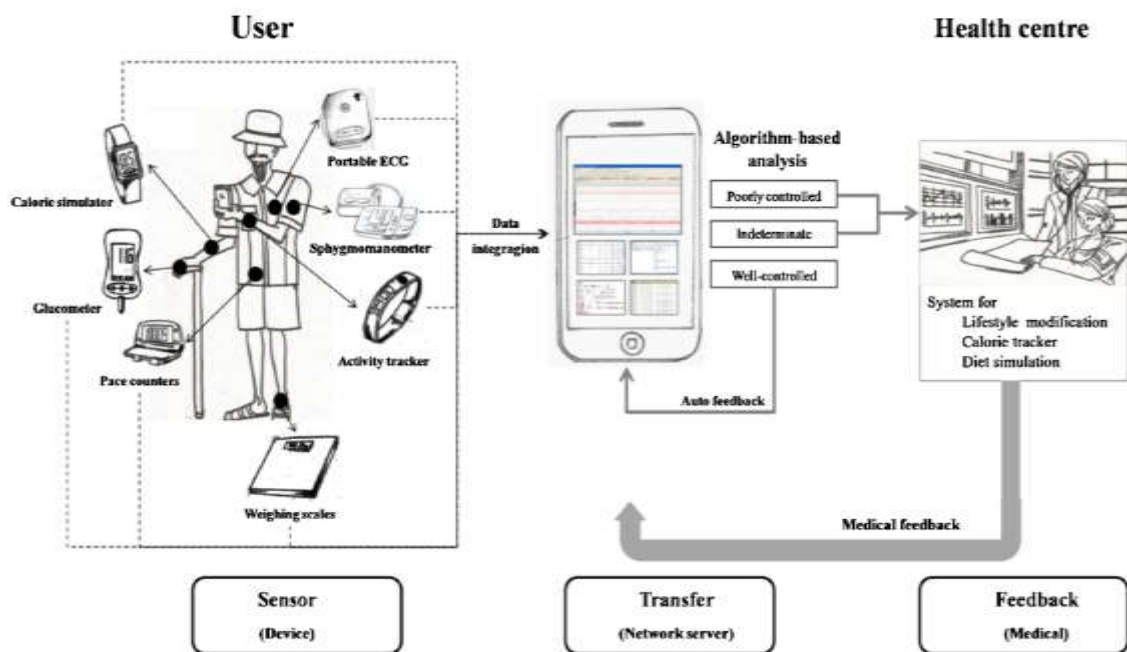 User
Health centre
Portable ECG
Calorie simulator
Sphygmomanometer
Glucometer
Activity tracker
Pace counters
Weighing scales
Data
integragion
Algorithm-based
analysis
Poorly controlled
Indeterminate
Well-controlled
Auto feedback
System for
Lifestyle modification
Calorie tracker
Diet simulation
Medical feedback
Sensor
(Device)
Transfer
(Network server)
Feedback
(Medical)